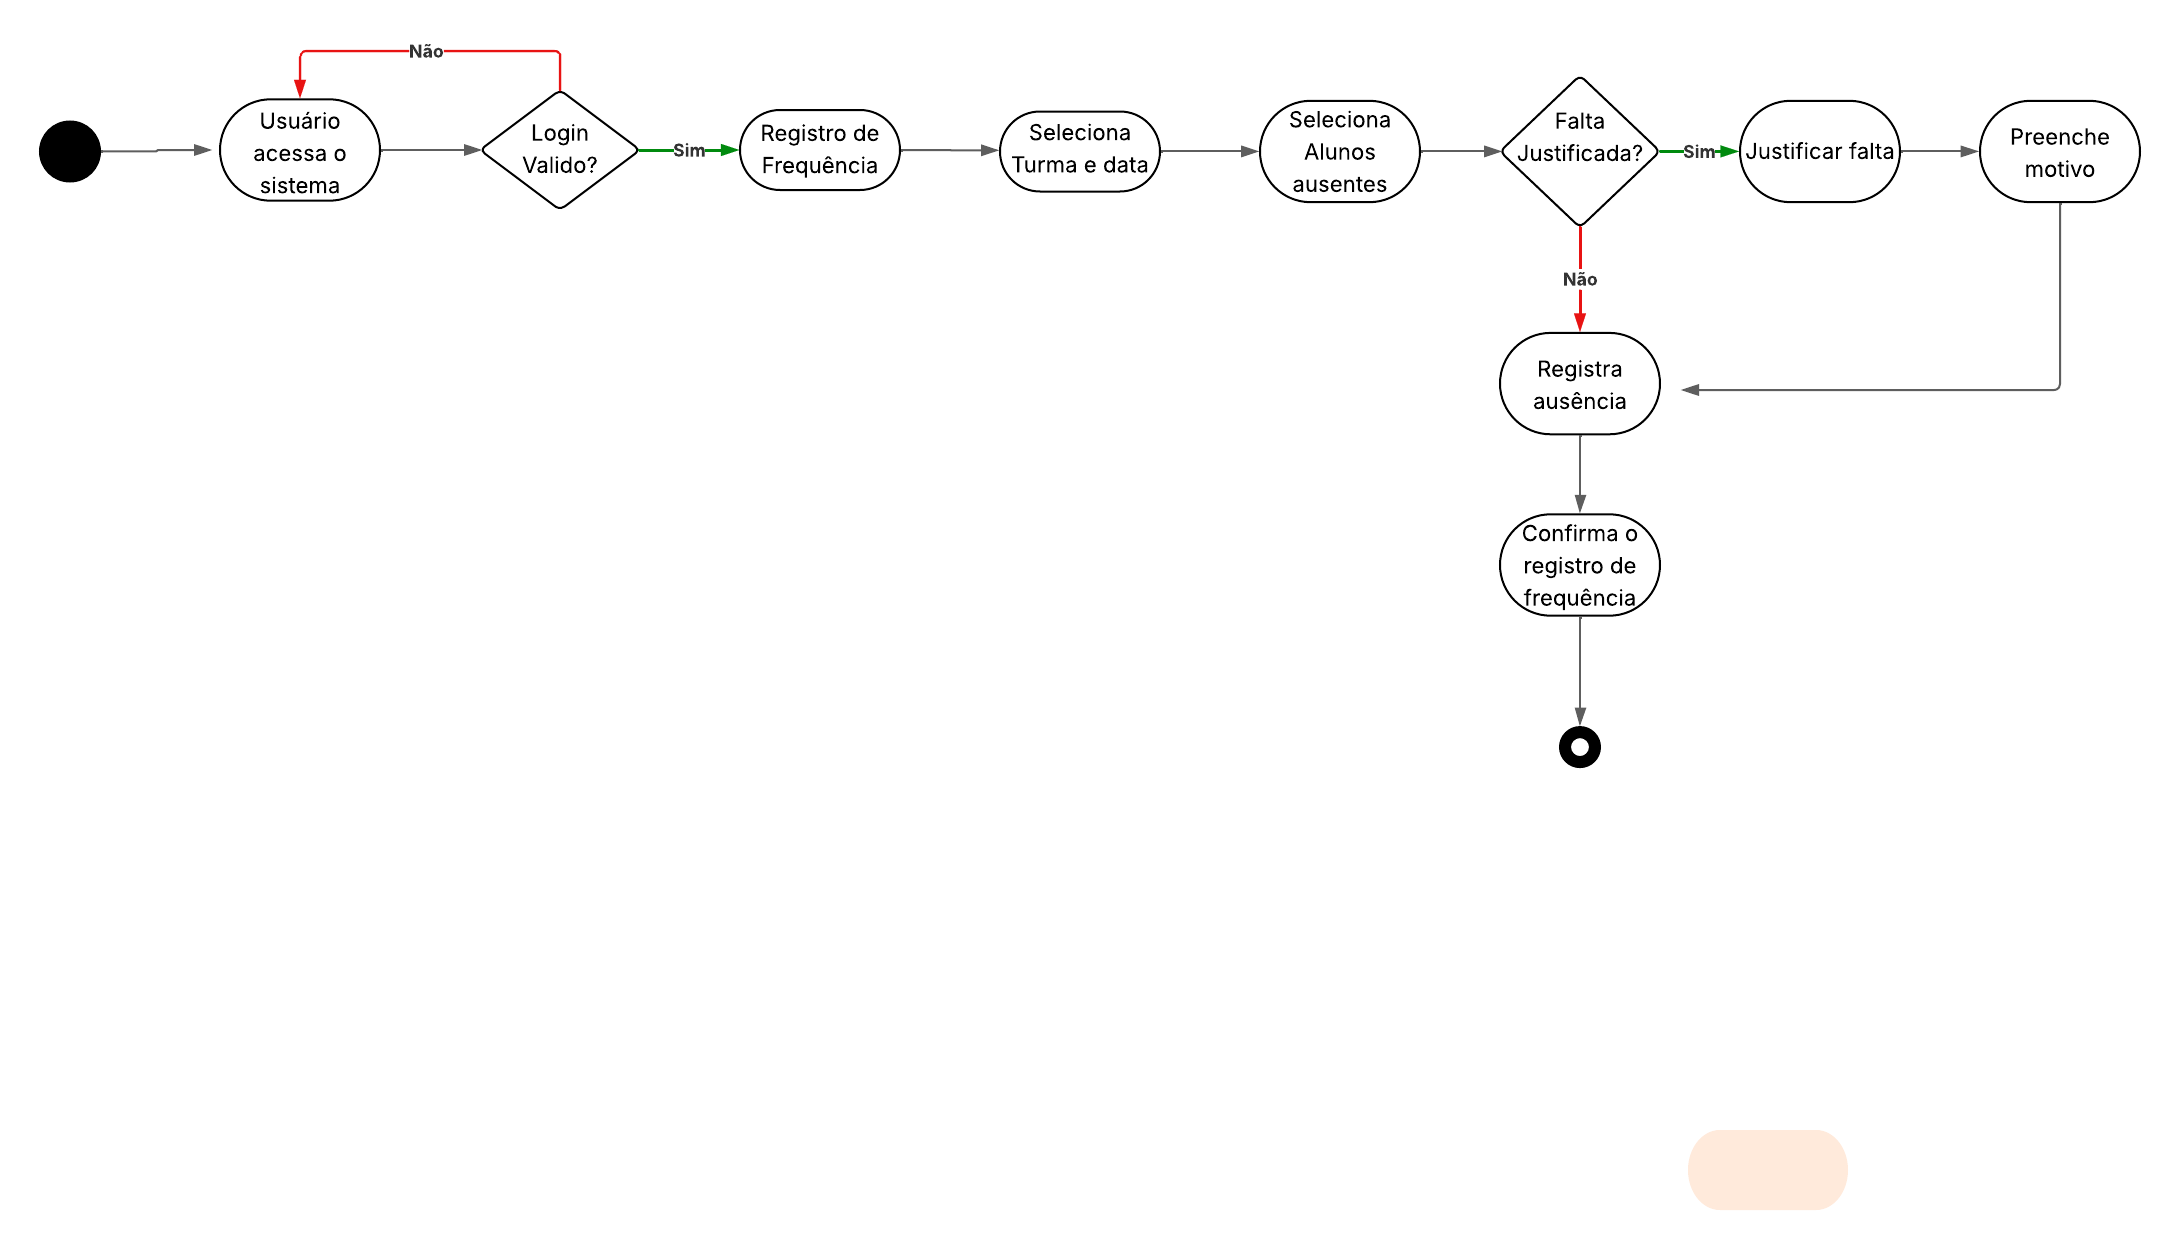 Não
Usuário
acessa o
sistema
Login
Valido?
Sim
Registro de
Frequência
Seleciona
Turma e data
Seleciona
Alunos
ausentes
Falta
Justificada?
Sim
Justificar falta
Preenche
motivo
Não
Registra
ausência
Confirma o
registro de
frequência